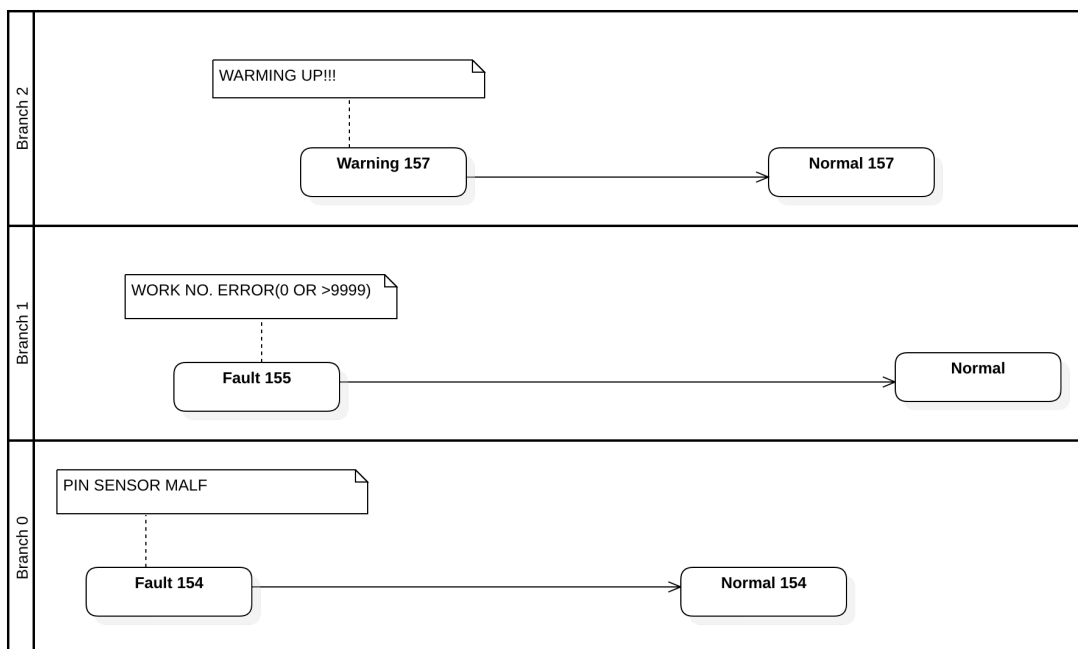 Branch 2
WARMING UP!!!
Warning 157
Normal 157
Branch 1
WORK NO. ERROR(0 OR >9999)
Fault 155
Normal
Branch 0
PIN SENSOR MALF
Fault 154
Normal 154